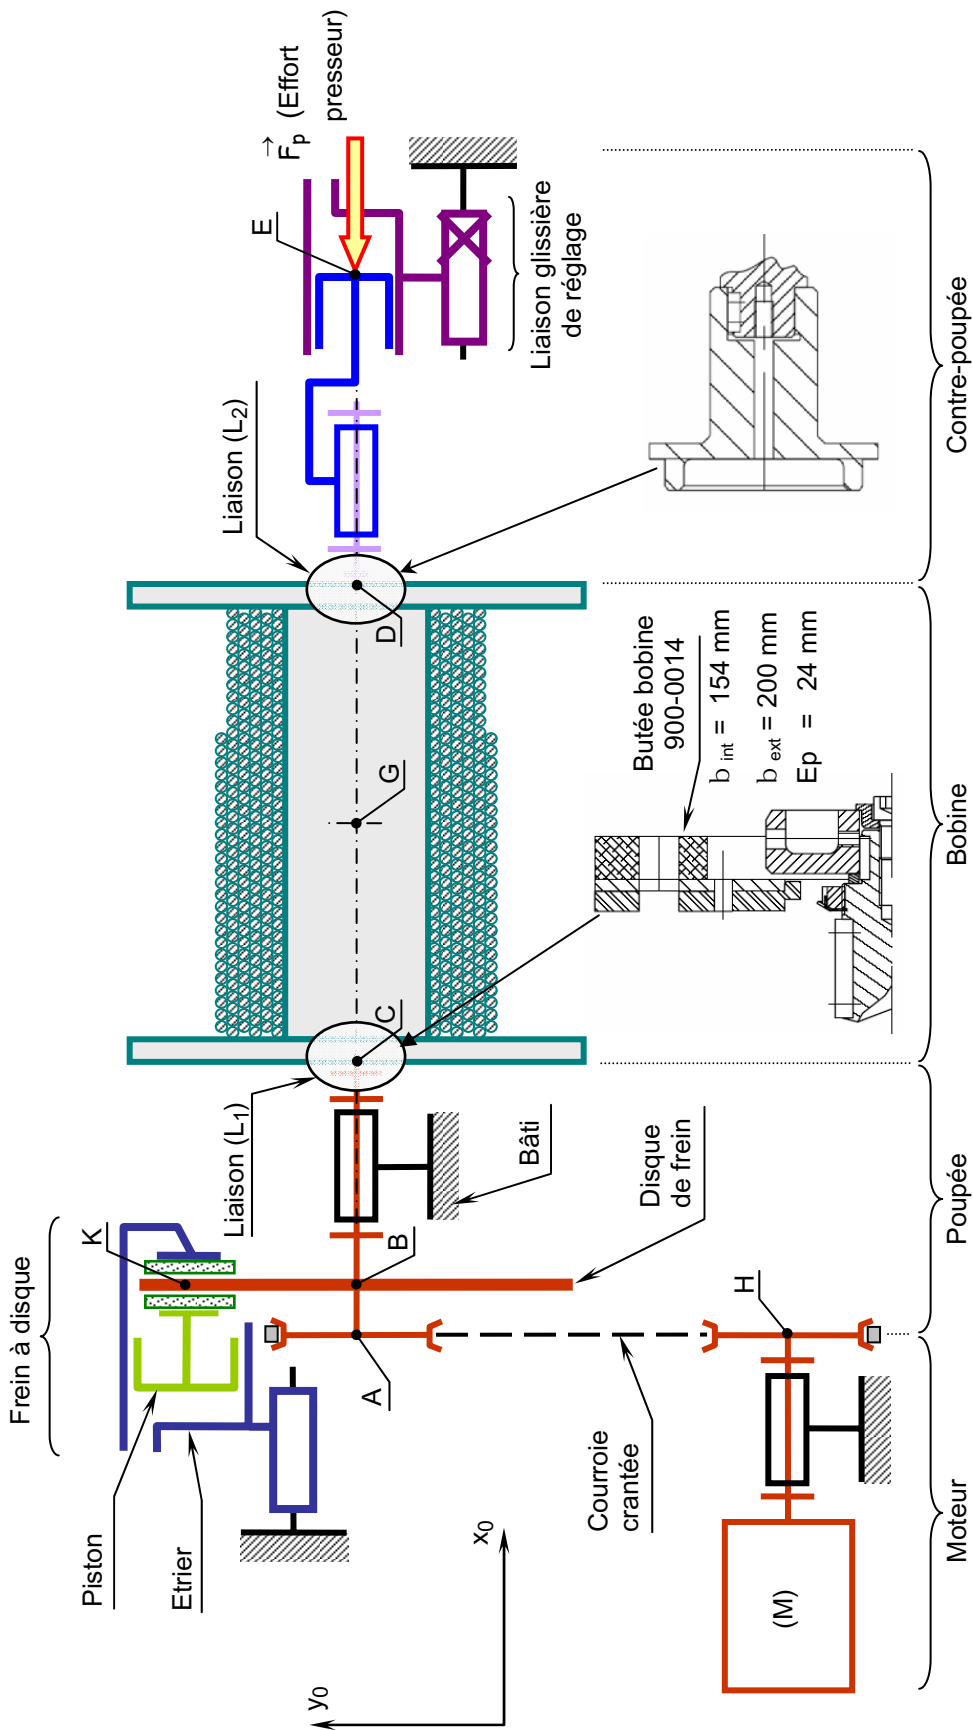 Frein à disque
Piston
Etrier
K
Liaison (L1)
B
A
C
G
D
Liaison (L2)
E
→
Fp (Effort
presseur)
Liaison glissière
de réglage
Bâti
Disque
de frein
H
Courroie
crantée
(M)
y0
x0
Butée bobine
900-0014
b int = 154 mm
b ext = 200 mm
Ep = 24 mm
Moteur
Poupée
Bobine
Contre-poupée